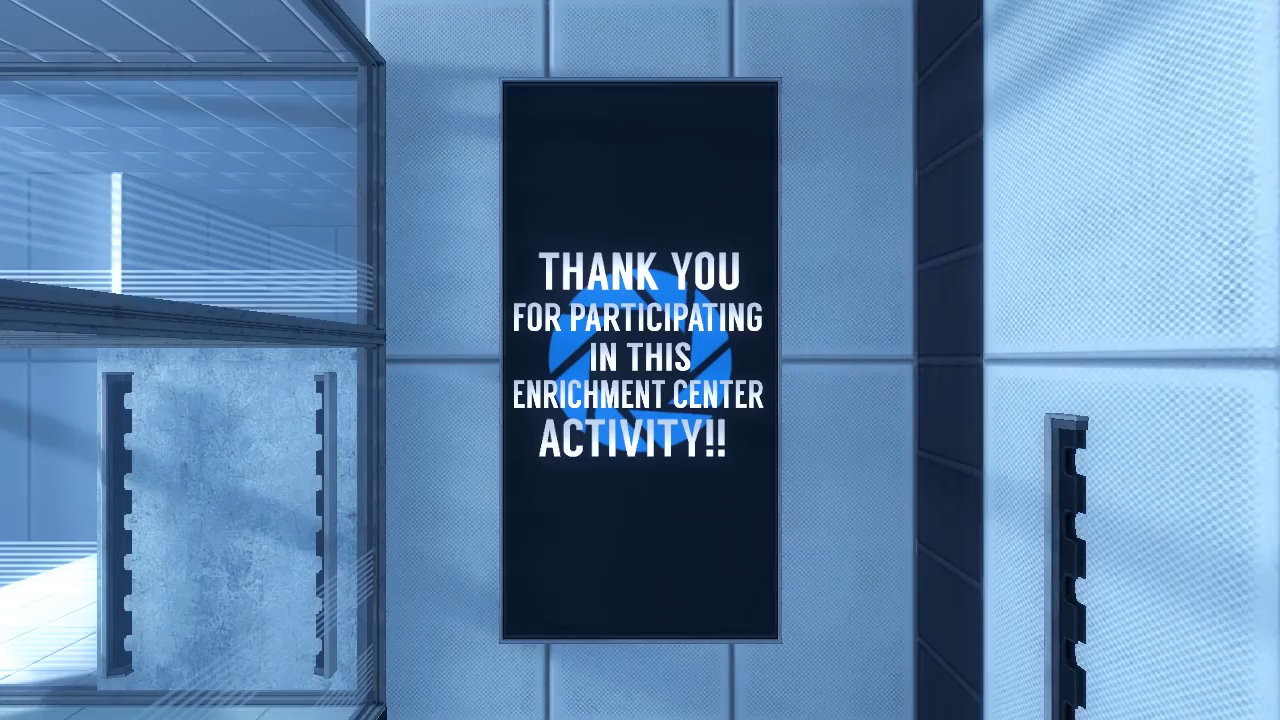 THANK YOU
FOR PARTICIPATING
IN THIS
ENRICHMENT CENTER
ACTIVITY!!